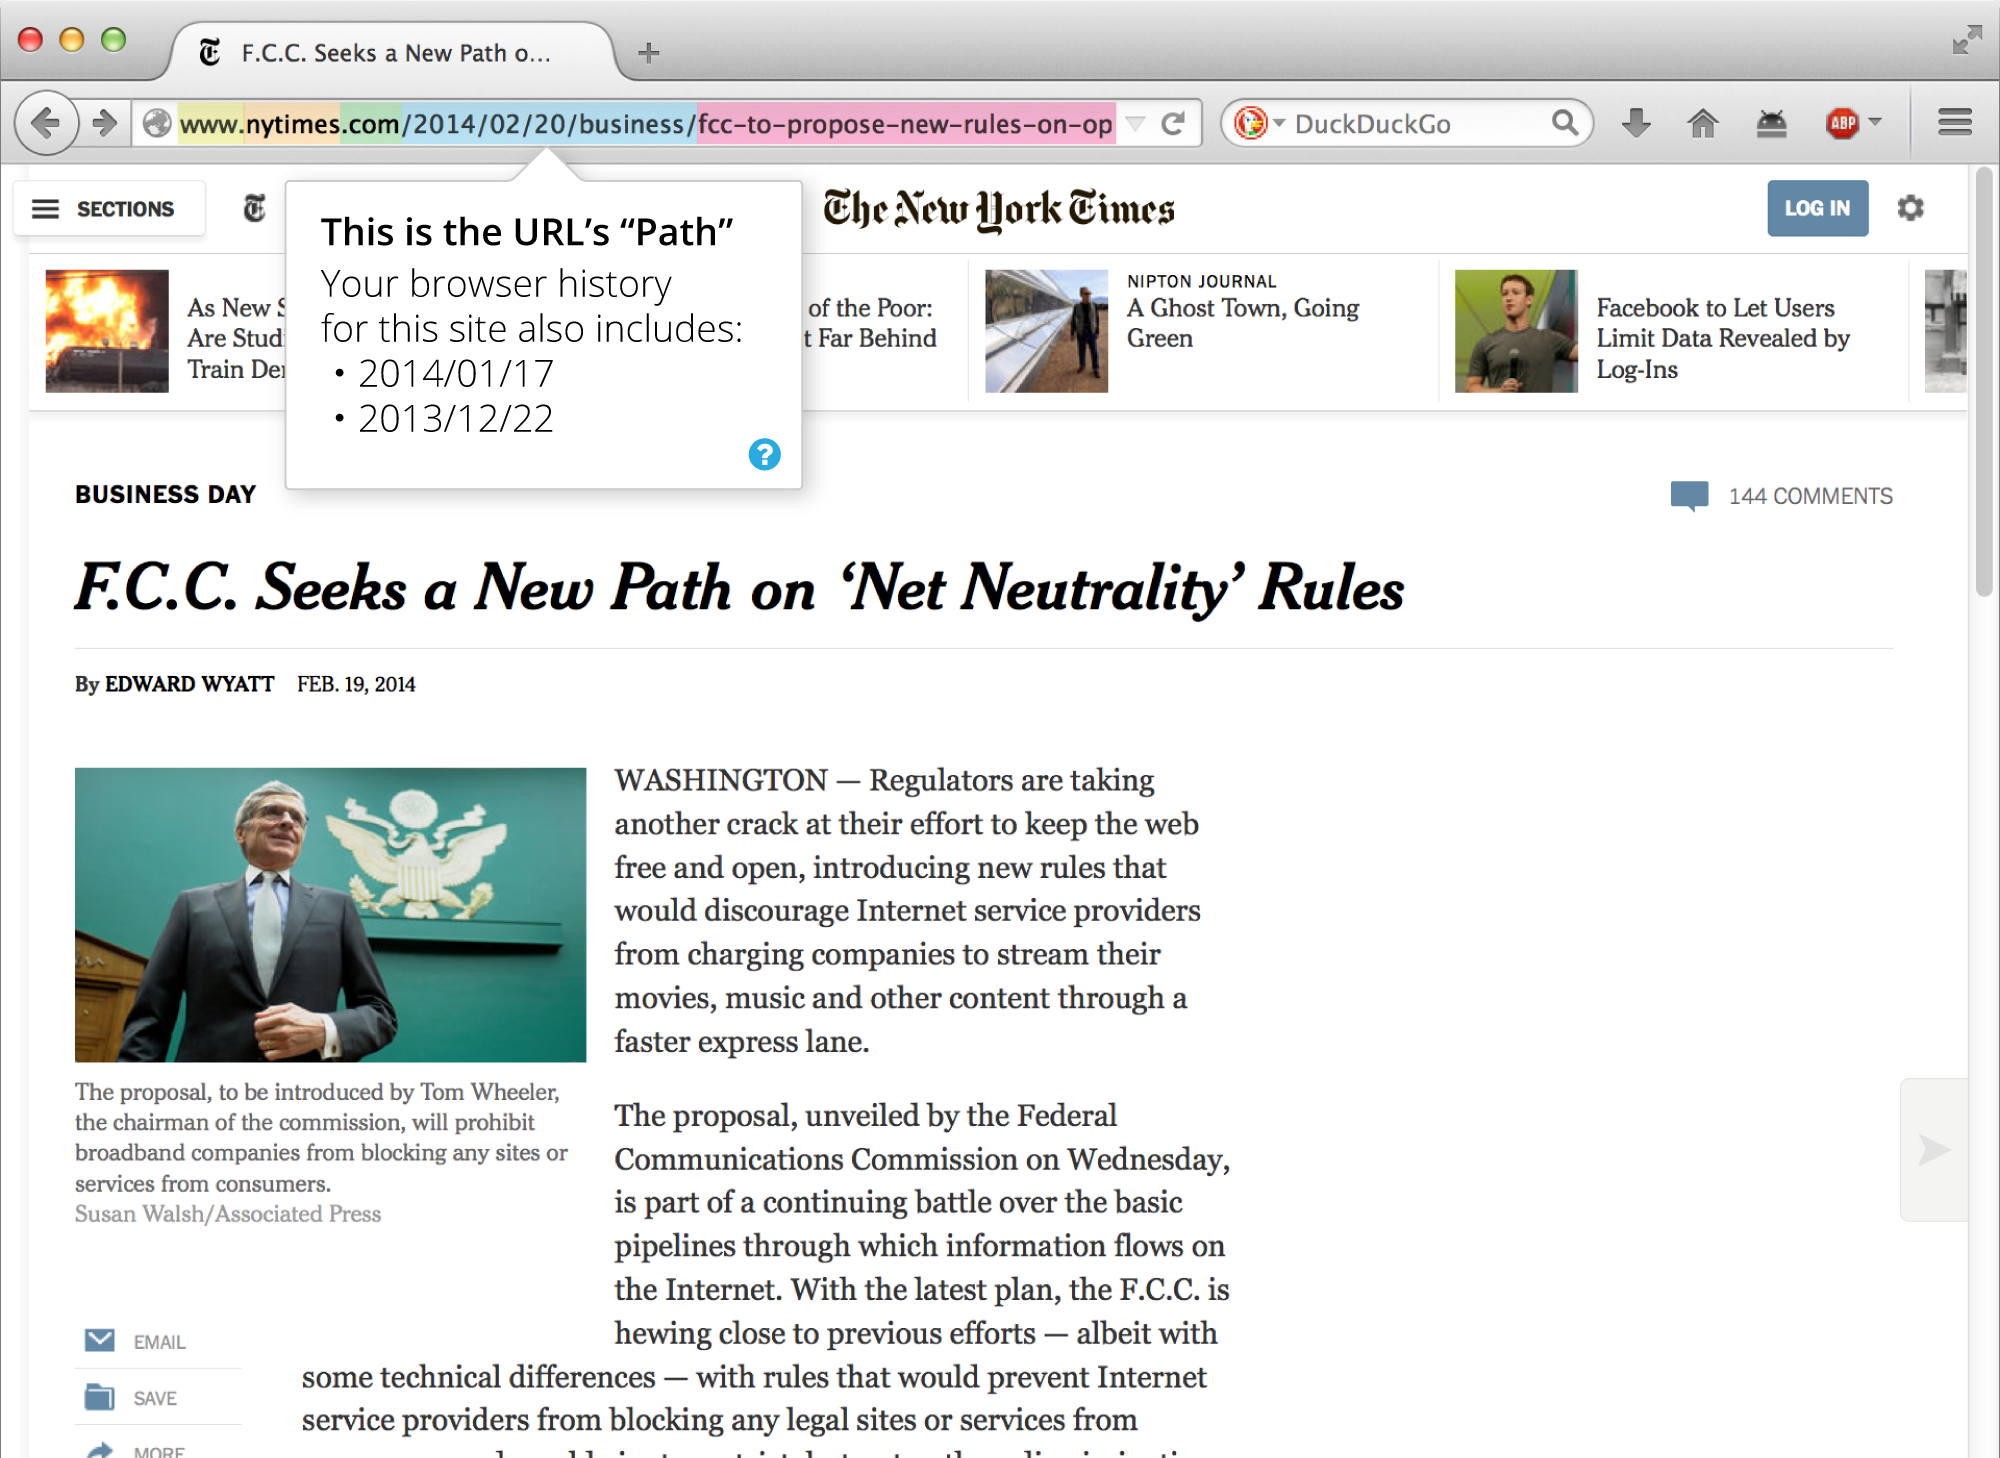 F.C.C. Seeks a New Path o...
www.nytimes.com/2014/02/20/business/fcc-to-propose-new-rules-on-op
DuckDuckGo
ABP
SECTIONS
The New York Times
LOG IN
This is the URL's “Path”
Your browser history
for this site also includes:
• 2014/01/17
• 2013/12/22
?
As New
Are Stud
Train De
of the Poor:
t Far Behind
NIPTON JOURNAL
A Ghost Town, Going
Green
Facebook to Let Users
Limit Data Revealed by
Log-Ins
BUSINESS DAY
144 COMMENTS
F.C.C. Seeks a New Path on ‘Net Neutrality’ Rules
By EDWARD WYATT FEB. 19, 2014
WASHINGTON — Regulators are taking
another crack at their effort to keep the web
free and open, introducing new rules that
would discourage Internet service providers
from charging companies to stream their
movies, music and other content through a
faster express lane.
The proposal, to be introduced by Tom Wheeler,
the chairman of the commission, will prohibit
broadband companies from blocking any sites or
services from consumers.
Susan Walsh/Associated Press
The proposal, unveiled by the Federal
Communications Commission on Wednesday,
is part of a continuing battle over the basic
pipelines through which information flows on
the Internet. With the latest plan, the F.C.C. is
hewing close to previous efforts — albeit with
some technical differences — with rules that would prevent Internet
service providers from blocking any legal sites or services from
EMAIL
SAVE
MORE